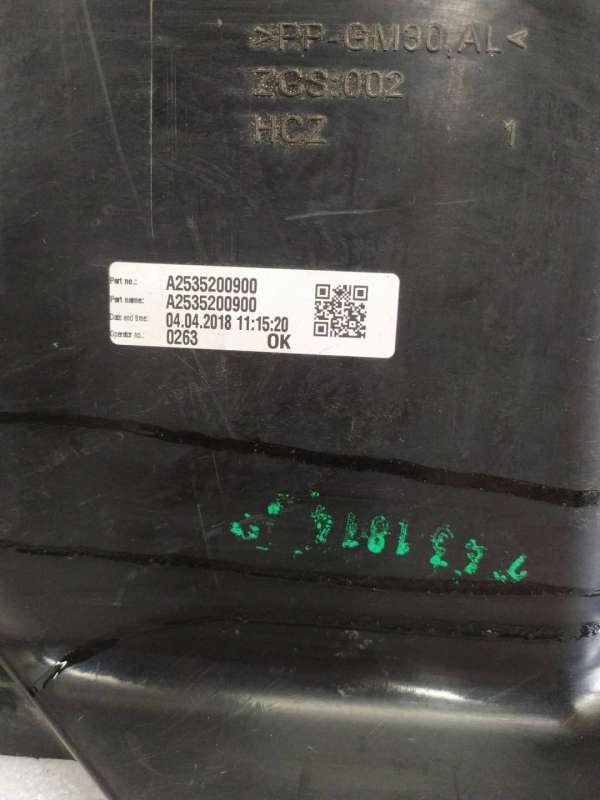 >PP-GM30,AL<
ZGS:002
HCZ 1
Part no.: A2535200900
Part name: A2535200900
Date and time: 04.04.2018 11:15:20
Operator no.: 0263 OK